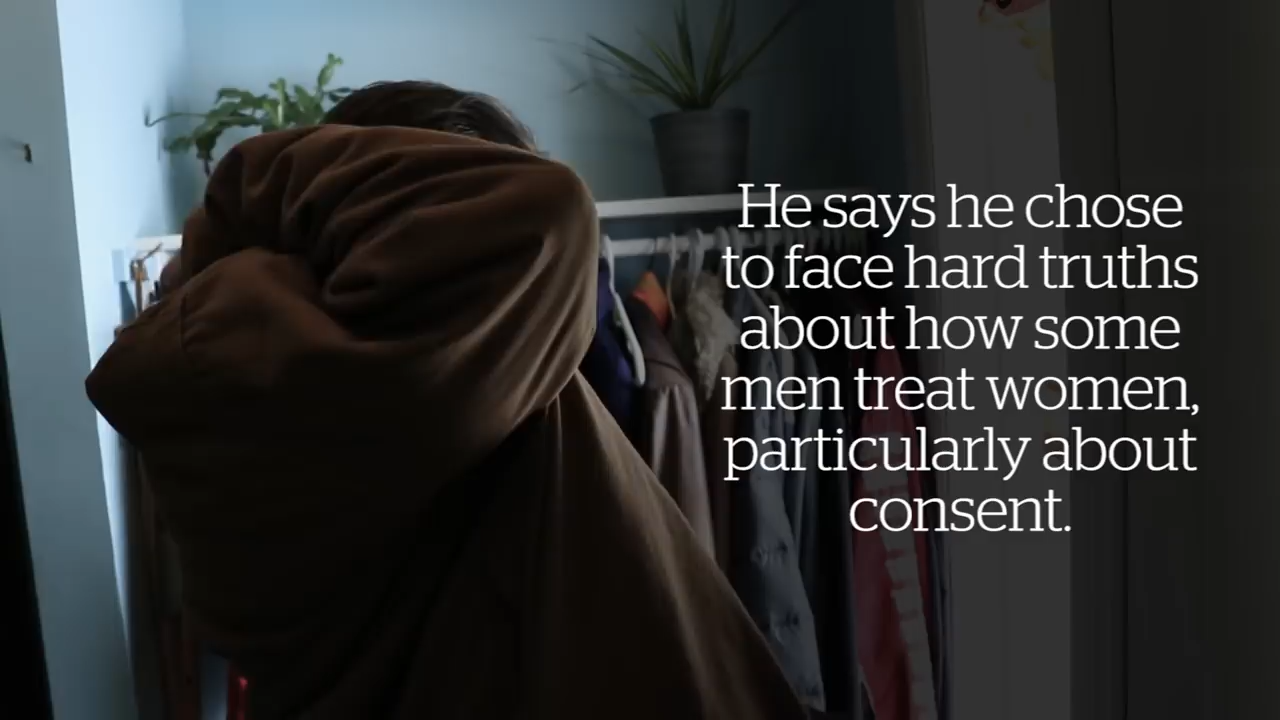 He says he chose
to face hard truths
about how some
men treat women,
particularly about
consent.